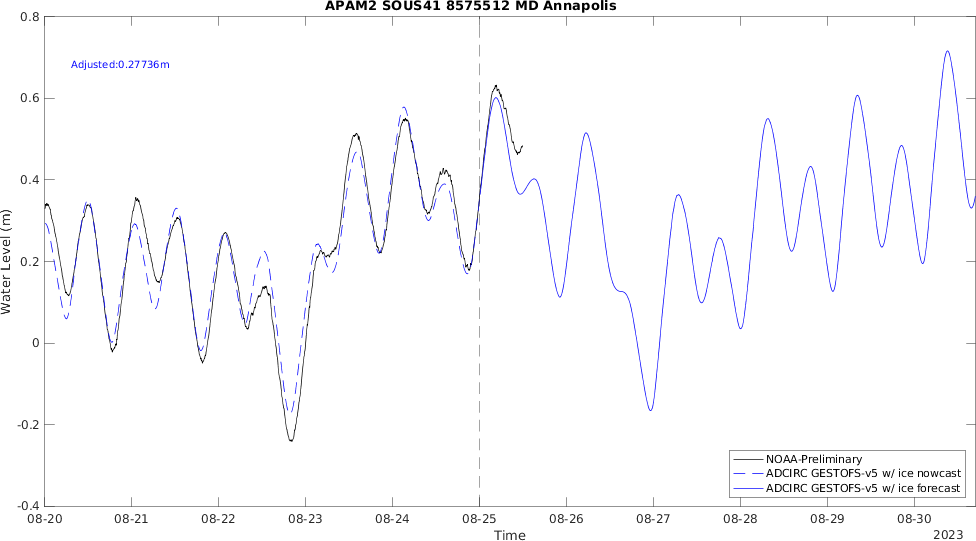 APAM2 SOUS41 8575512 MD Annapolis
0.8
Adjusted:0.27736m
0.6
0.4
0.2
0
-0.2
-0.4
Water Level (m)
NOAA-Preliminary
ADCIRC GESTOFS-v5 w/ ice nowcast
ADCIRC GESTOFS-v5 w/ ice forecast
08-20 08-21 08-22 08-23 08-24 08-25 08-26 08-27 08-28 08-29 08-30
Time
2023